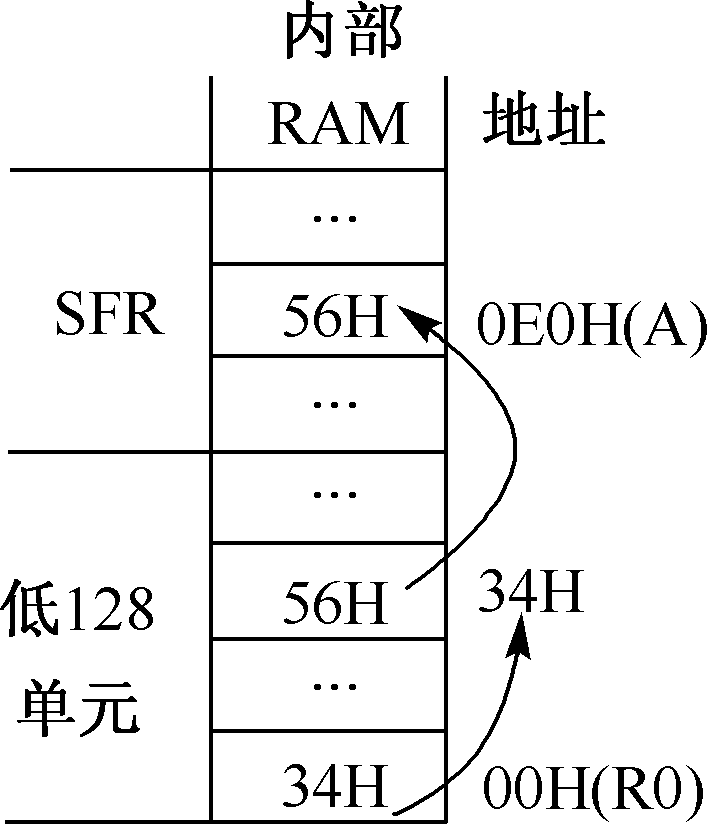 内部
RAM 地址
…
SFR 56H 0E0H(A)
…
…
低128 56H 34H
单元 …
34H 00H(R0)